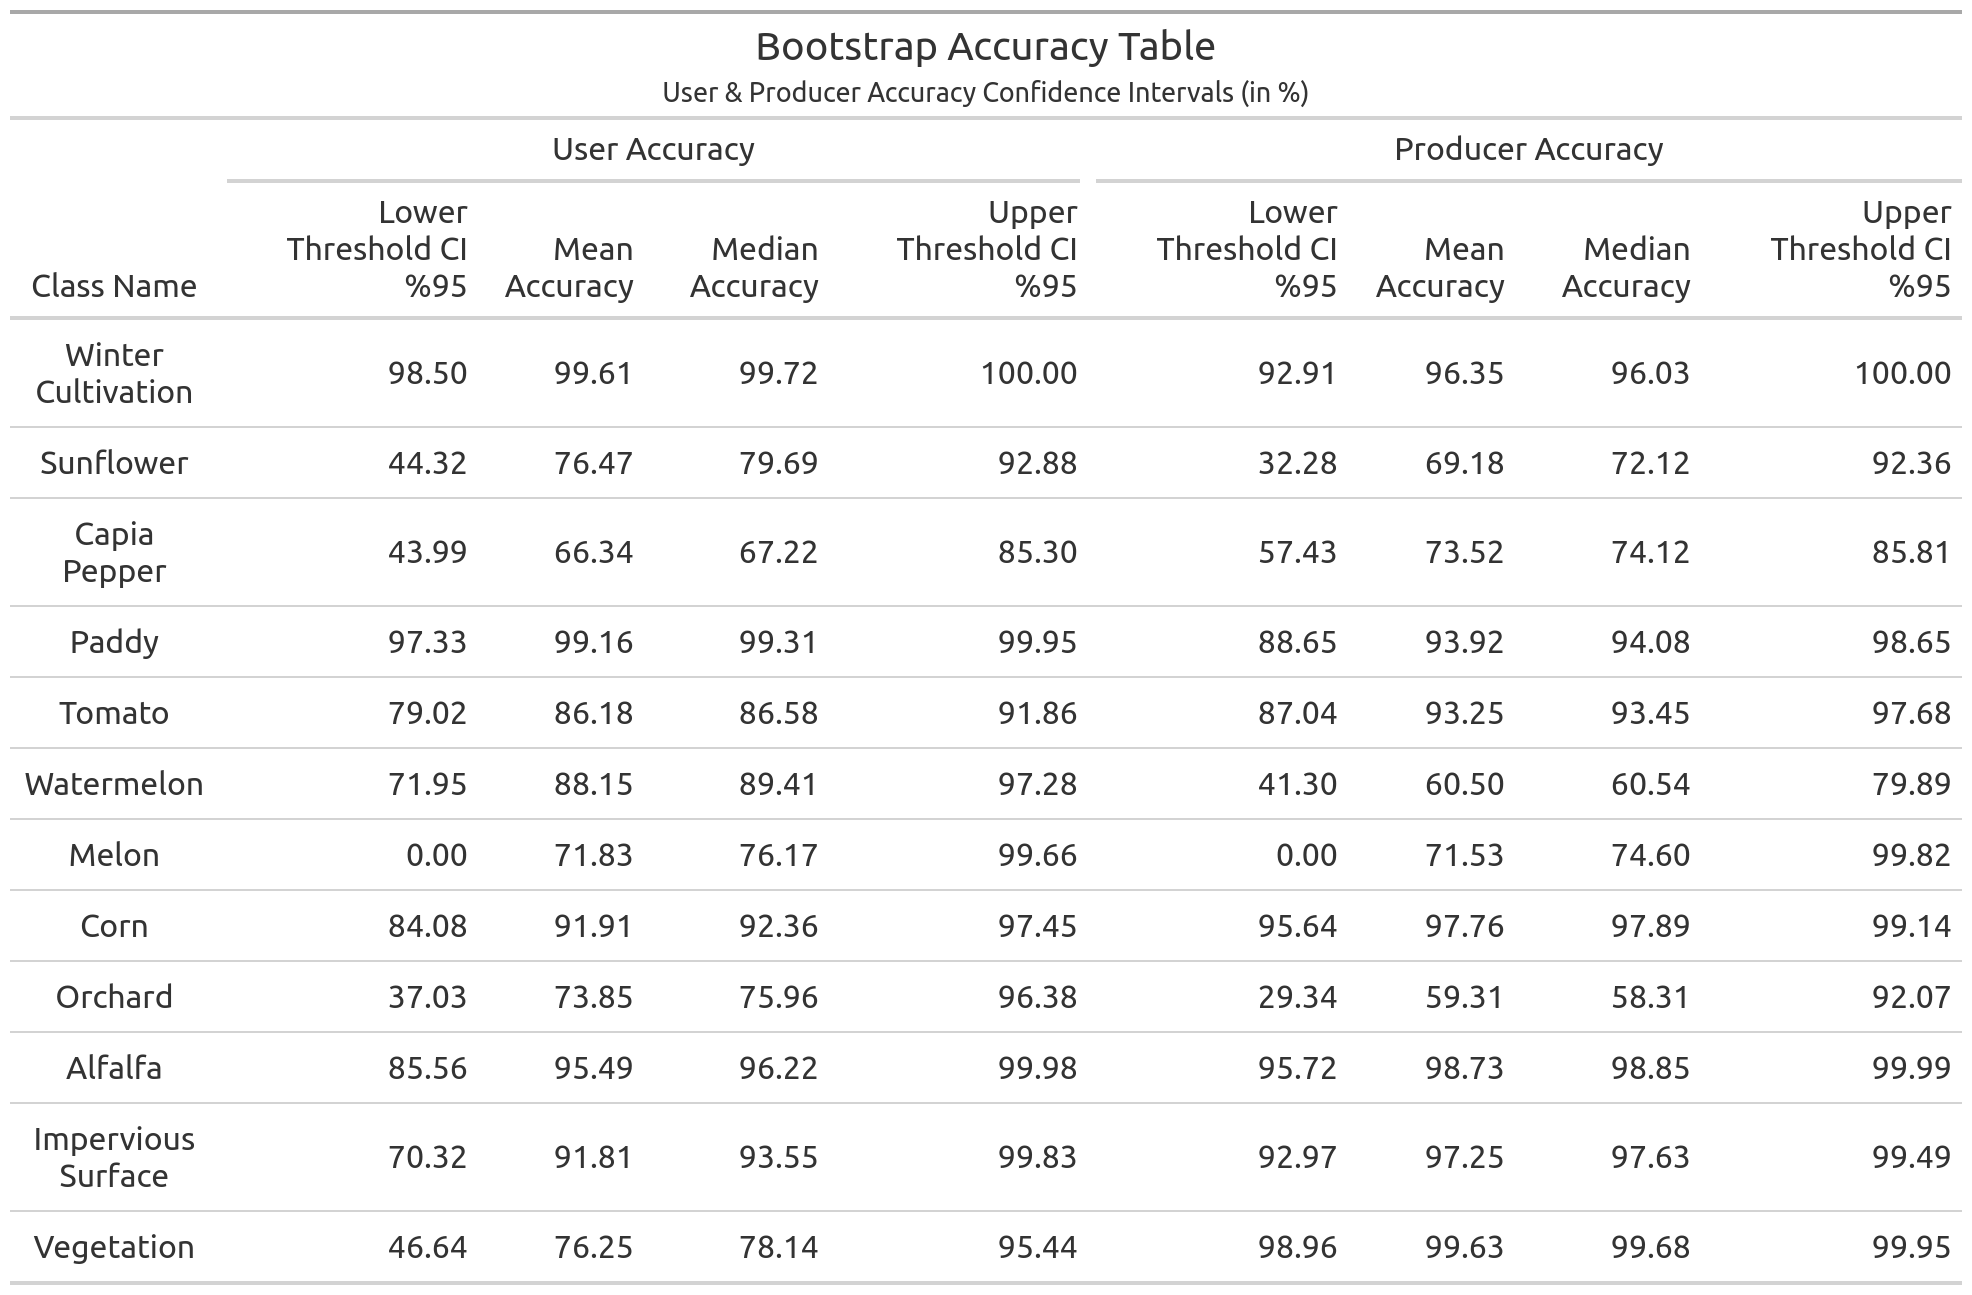 Bootstrap Accuracy Table
User & Producer Accuracy Confidence Intervals (in %)
User Accuracy Producer Accuracy
Class Name Lower Threshold CI %95 Mean Accuracy Median Accuracy Upper Threshold CI %95 Lower Threshold CI %95 Mean Accuracy Median Accuracy Upper Threshold CI %95
Winter Cultivation 98.50 99.61 99.72 100.00 92.91 96.35 96.03 100.00
Sunflower 44.32 76.47 79.69 92.88 32.28 69.18 72.12 92.36
Capia Pepper 43.99 66.34 67.22 85.30 57.43 73.52 74.12 85.81
Paddy 97.33 99.16 99.31 99.95 88.65 93.92 94.08 98.65
Tomato 79.02 86.18 86.58 91.86 87.04 93.25 93.45 97.68
Watermelon 71.95 88.15 89.41 97.28 41.30 60.50 60.54 79.89
Melon 0.00 71.83 76.17 99.66 0.00 71.53 74.60 99.82
Corn 84.08 91.91 92.36 97.45 95.64 97.76 97.89 99.14
Orchard 37.03 73.85 75.96 96.38 29.34 59.31 58.31 92.07
Alfalfa 85.56 95.49 96.22 99.98 95.72 98.73 98.85 99.99
Impervious Surface 70.32 91.81 93.55 99.83 92.97 97.25 97.63 99.49
Vegetation 46.64 76.25 78.14 95.44 98.96 99.63 99.68 99.95